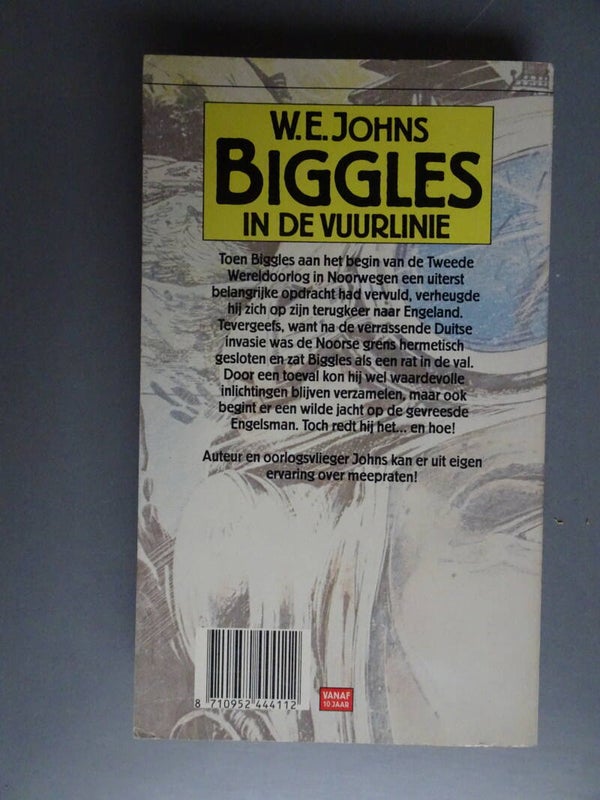 W.E. JOHNS
BIGGLES
IN DE VUURLINIE
Toen Biggles aan het begin van de Tweede
Wereldoorlog in Noorwegen een uiterst
belangrijke opdracht had vervuld, verheugde
hij zich op zijn terugkeer naar Engeland.
Tevergeefs, want na de verrassende Duitse
invasie was de Noorse grens hermetisch
gesloten en zat Biggles als een rat in de val.
Door een toeval kon hij wel waardevolle
inlichtingen blijven verzamelen, maar ook
begint er een wilde jacht op de gevreesde
Engelsman. Toch redt hij het... en hoe!
Auteur en oorlogsvlieger Johns kan er uit eigen
ervaring over meepraten!
8 710952 444112
VANAF
10 JAAR